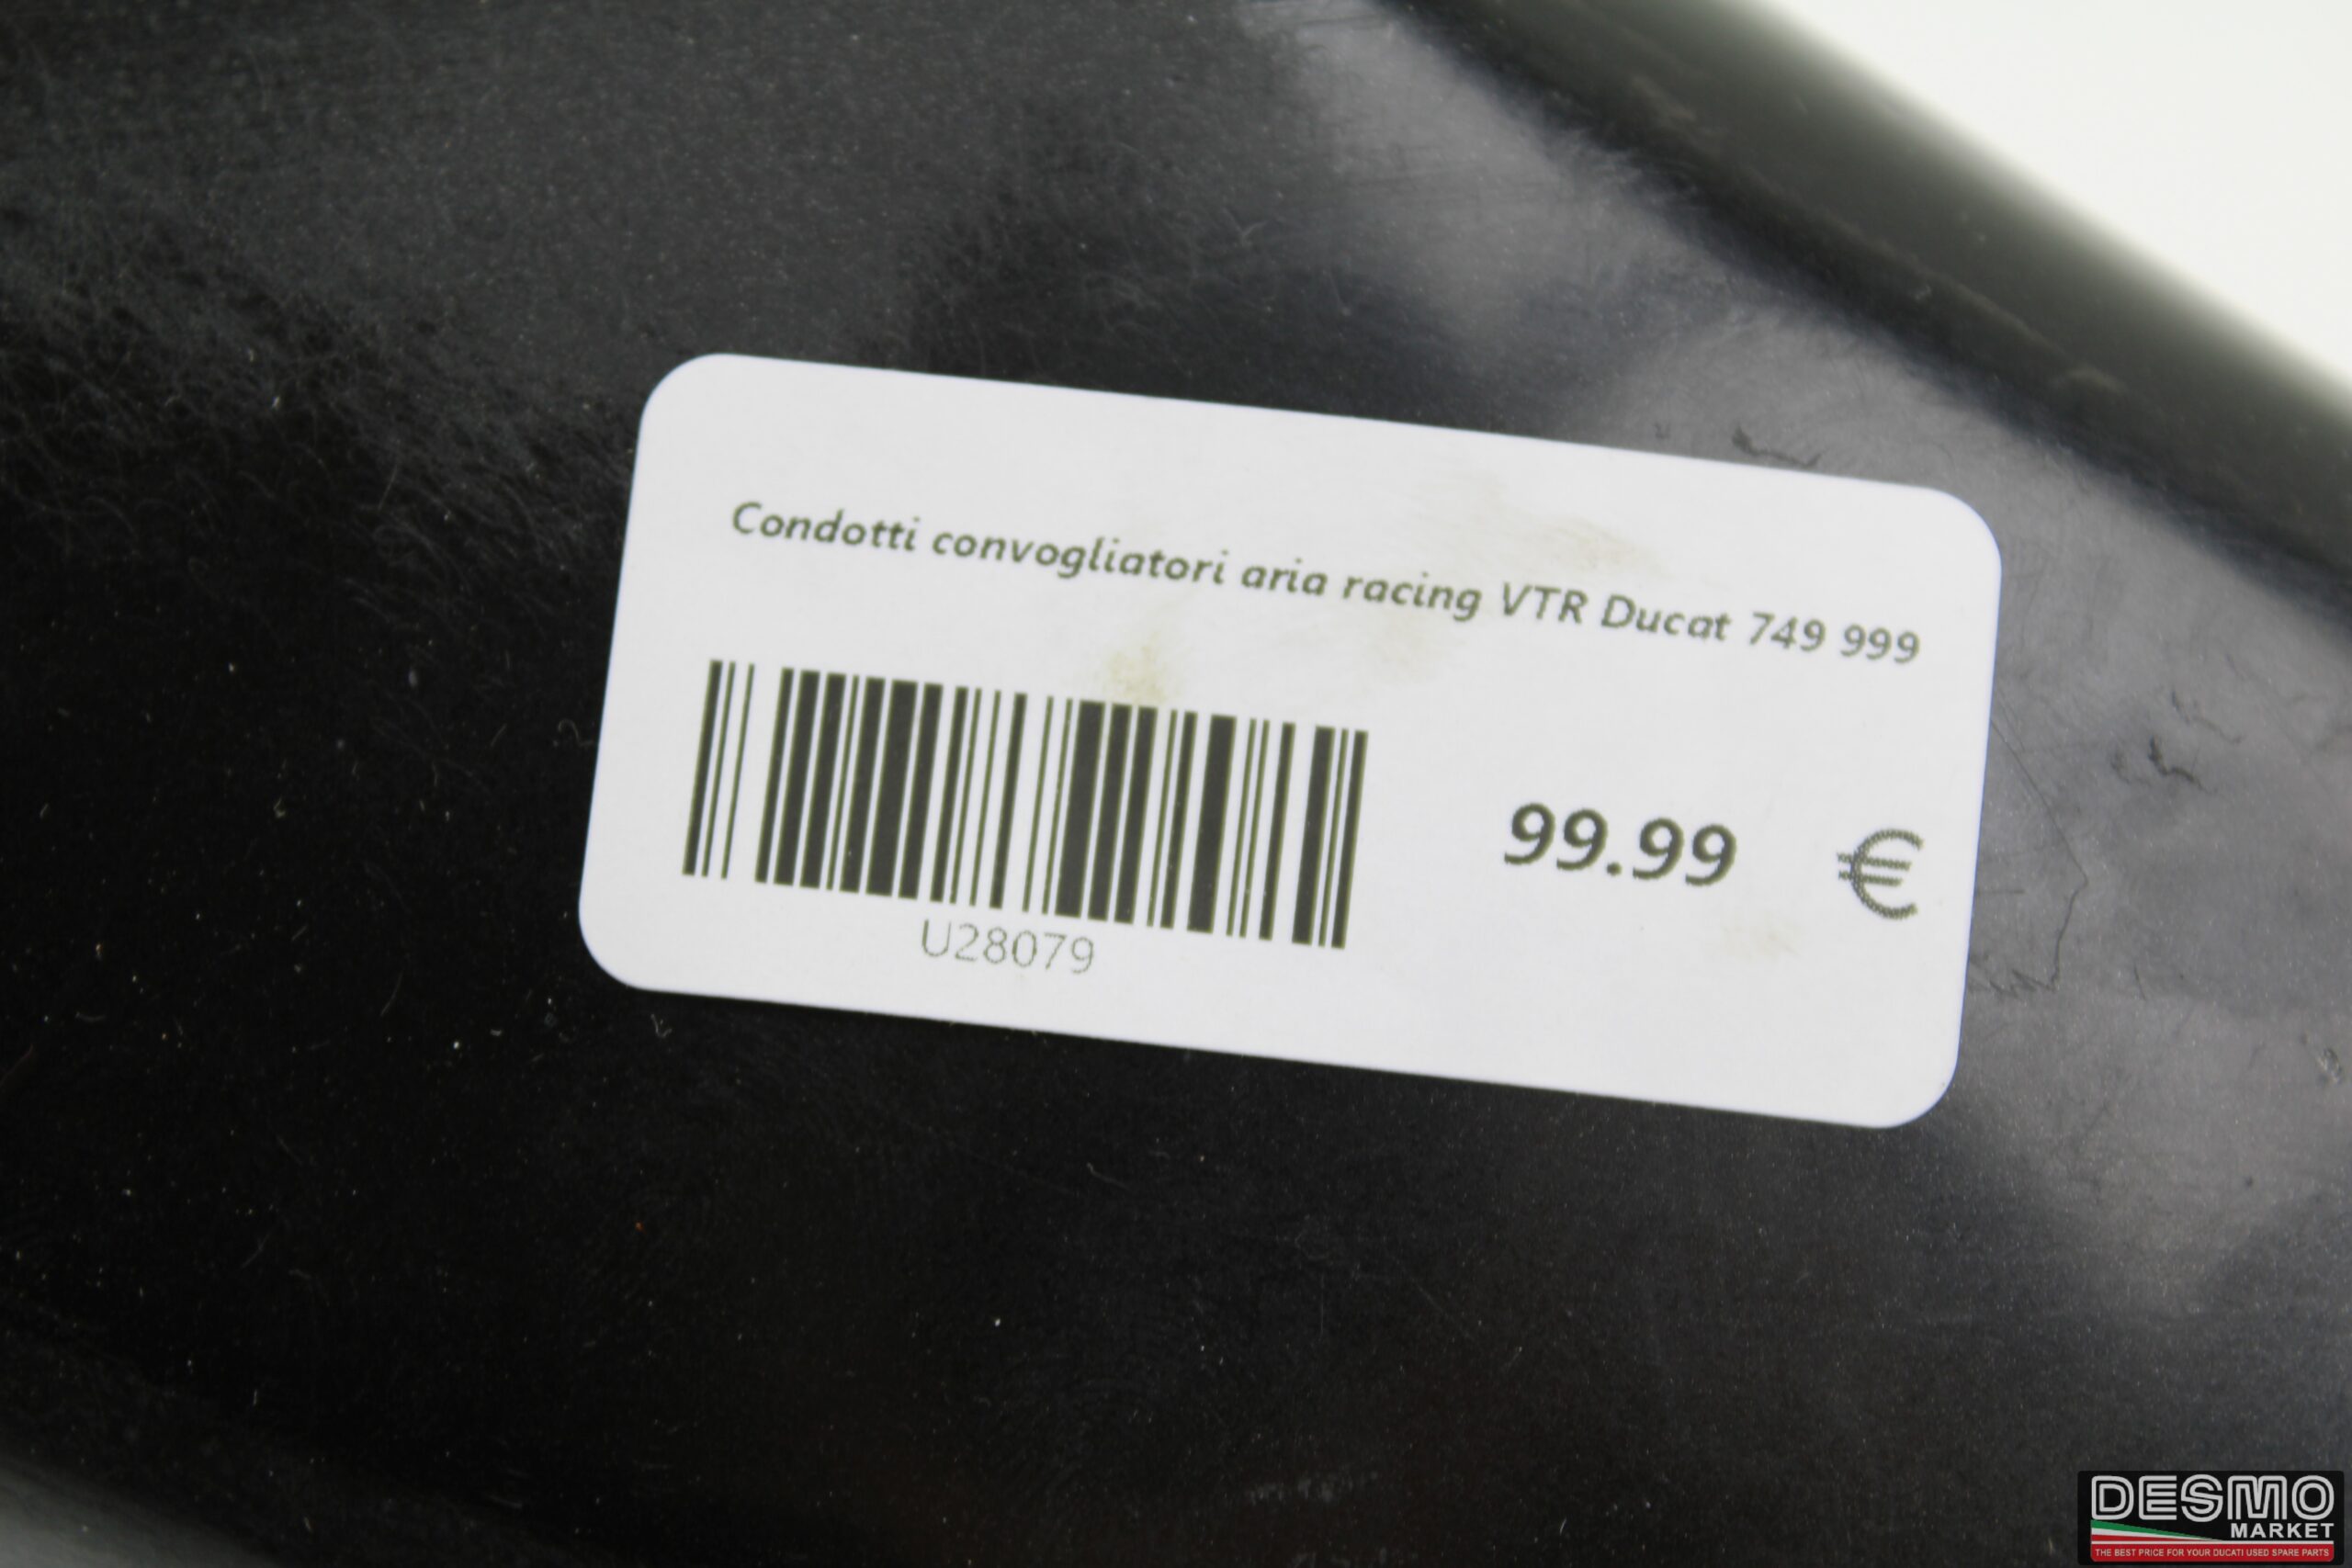 Condotti convogliatori aria racing VTR Ducat 749 999
99.99 €
U28079
DESMO
MARKET
THE BEST PRICE FOR YOUR DUCATI USED SPARE PARTS